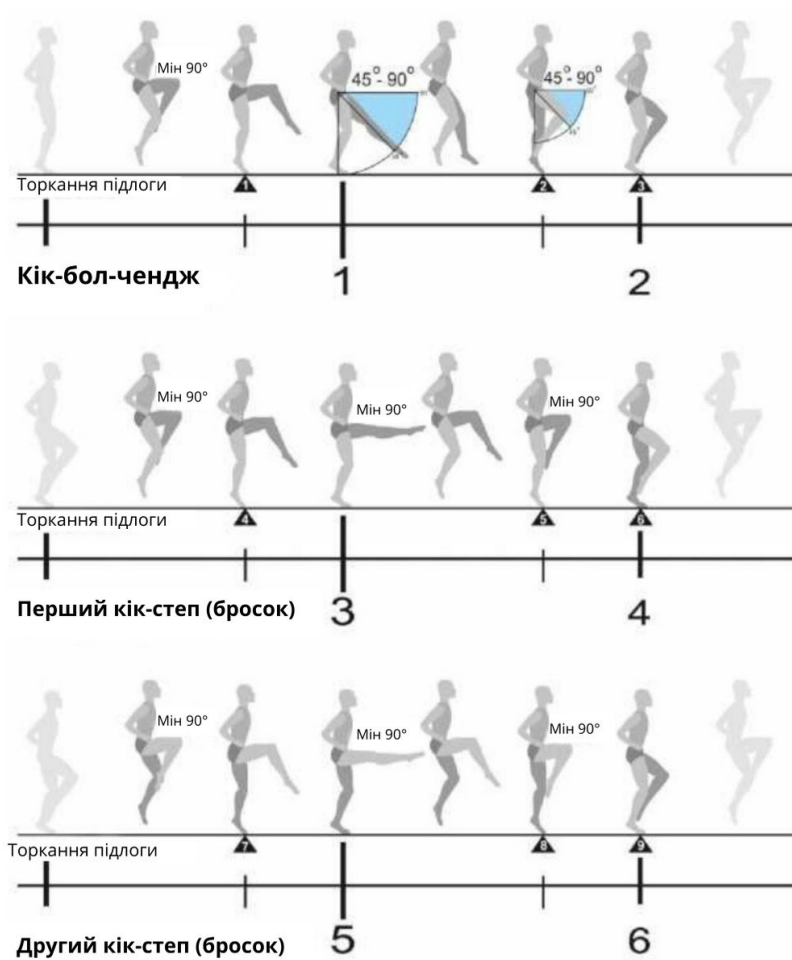 Мін 90°
45°- 90°
45°- 90°
Торкання підлоги
1
2
3
Кік-бол-чендж
1
2
Мін 90°
Мін 90°
Мін 90°
Торкання підлоги
4
5
6
Перший кік-степ (бросок)
3
4
Мін 90°
Мін 90°
Мін 90°
Торкання підлоги
7
8
9
Другий кік-степ (бросок)
5
6